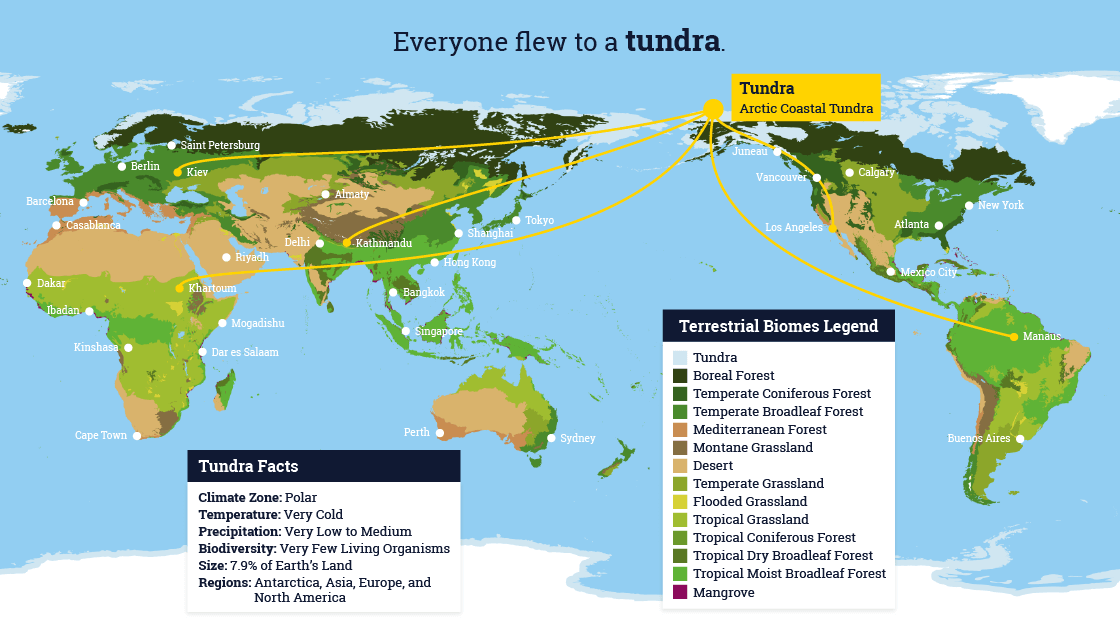 Everyone flew to a tundra.
Tundra
Arctic Coastal Tundra
Saint Petersburg
Berlin
Kiev
Barcelona
Casablanca
Almaty
Tokyo
Shanghai
Delhi
Kathmandu
Riyadh
Hong Kong
Dakar
Khartoum
Bangkok
Ibadan
Mogadishu
Singapore
Kinshasa
Dar es Salaam
Cape Town
Perth
Sydney
Juneau
Vancouver
Calgary
New York
Los Angeles
Atlanta
Mexico City
Manaus
Buenos Aires
Terrestrial Biomes Legend
Tundra
Boreal Forest
Temperate Coniferous Forest
Temperate Broadleaf Forest
Mediterranean Forest
Montane Grassland
Desert
Temperate Grassland
Flooded Grassland
Tropical Grassland
Tropical Coniferous Forest
Tropical Dry Broadleaf Forest
Tropical Moist Broadleaf Forest
Mangrove
Tundra Facts
Climate Zone: Polar
Temperature: Very Cold
Precipitation: Very Low to Medium
Biodiversity: Very Few Living Organisms
Size: 7.9% of Earth's Land
Regions: Antarctica, Asia, Europe, and
North America